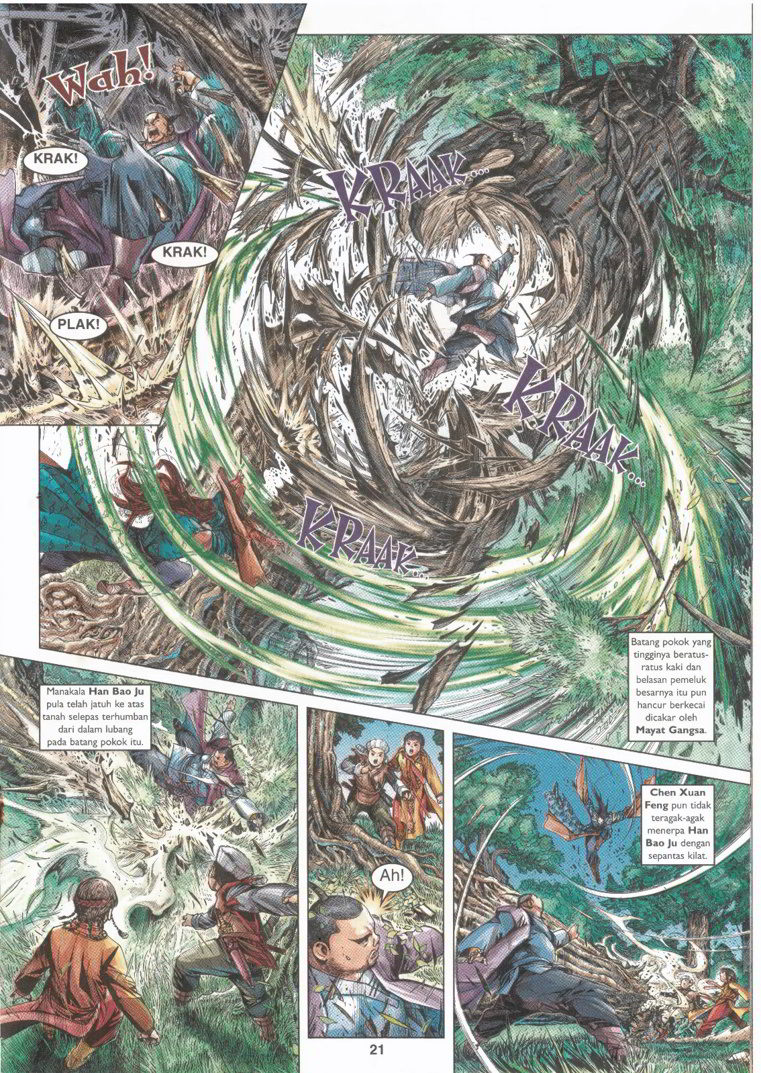 Wah!
KRAK!
KRAK!
PLAK!
KRAAK...
KRAAK...
KRAAK...
Batang pokok yang
tingginya beratus-
ratus kaki dan
belasan pemeluk
besarnya itu pun
hancur berkecai
dicakar oleh
Mayat Gangsa.
Manakala Han Bao Ju
pula telah jatuh ke atas
tanah selepas terhumban
dari dalam lubang
pada batang pokok itu.
Ah!
Chen Xuan
Feng pun tidak
teragak-agak
menerpa Han
Bao Ju dengan
sepantas kilat.
21